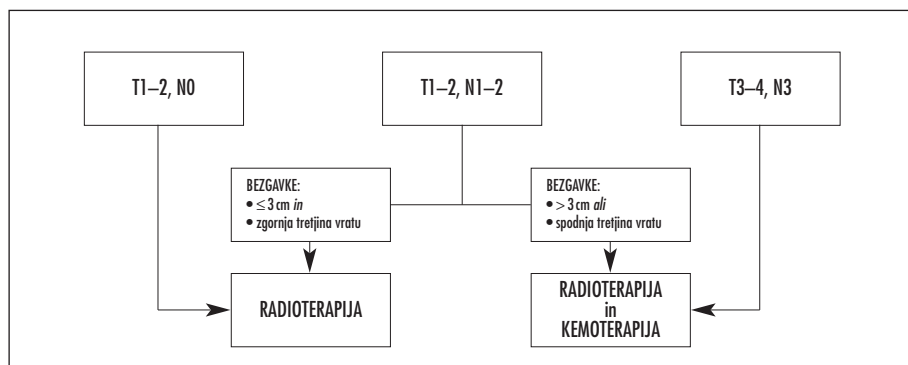 T1–2, N0
T1–2, N1–2
T3–4, N3
BEZGAVKE:
• ≤ 3 cm in
• zgornja tretjina vratu
BEZGAVKE:
• > 3 cm ali
• spodnja tretjina vratu
RADIOTERAPIJA
RADIOTERAPIJA
in
KEMOTERAPIJA